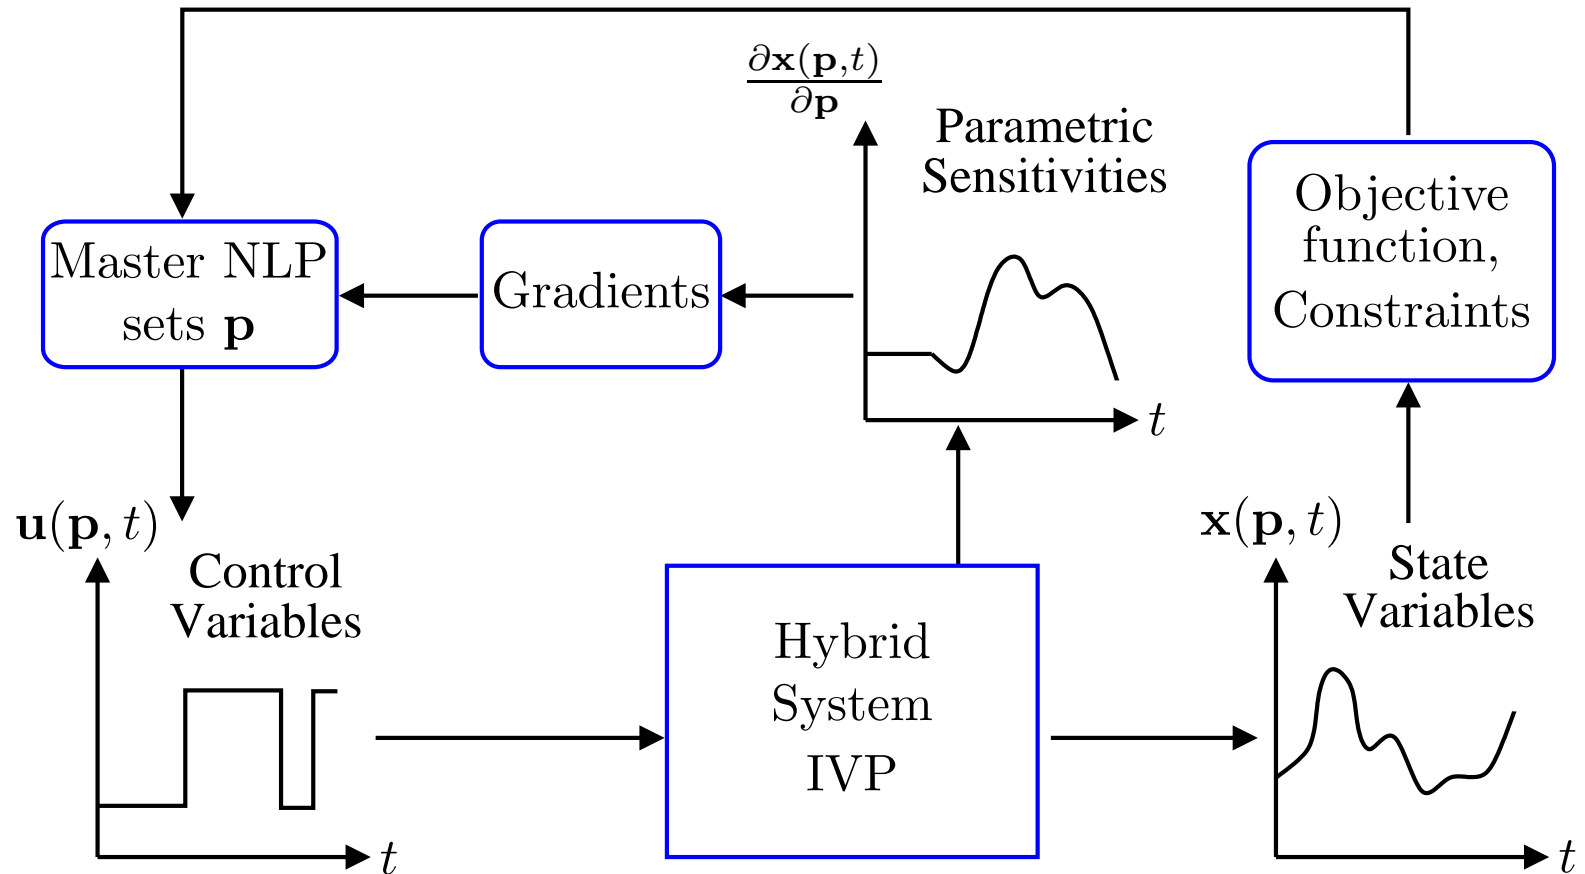 ∂𝐱(𝐩,t)
∂𝐩
Parametric
Sensitivities
Master NLP
sets 𝐩
Gradients
Objective
function,
Constraints
t
𝐮(𝐩, t)
Control
Variables
t
Hybrid
System
IVP
𝐱(𝐩, t)
State
Variables
t